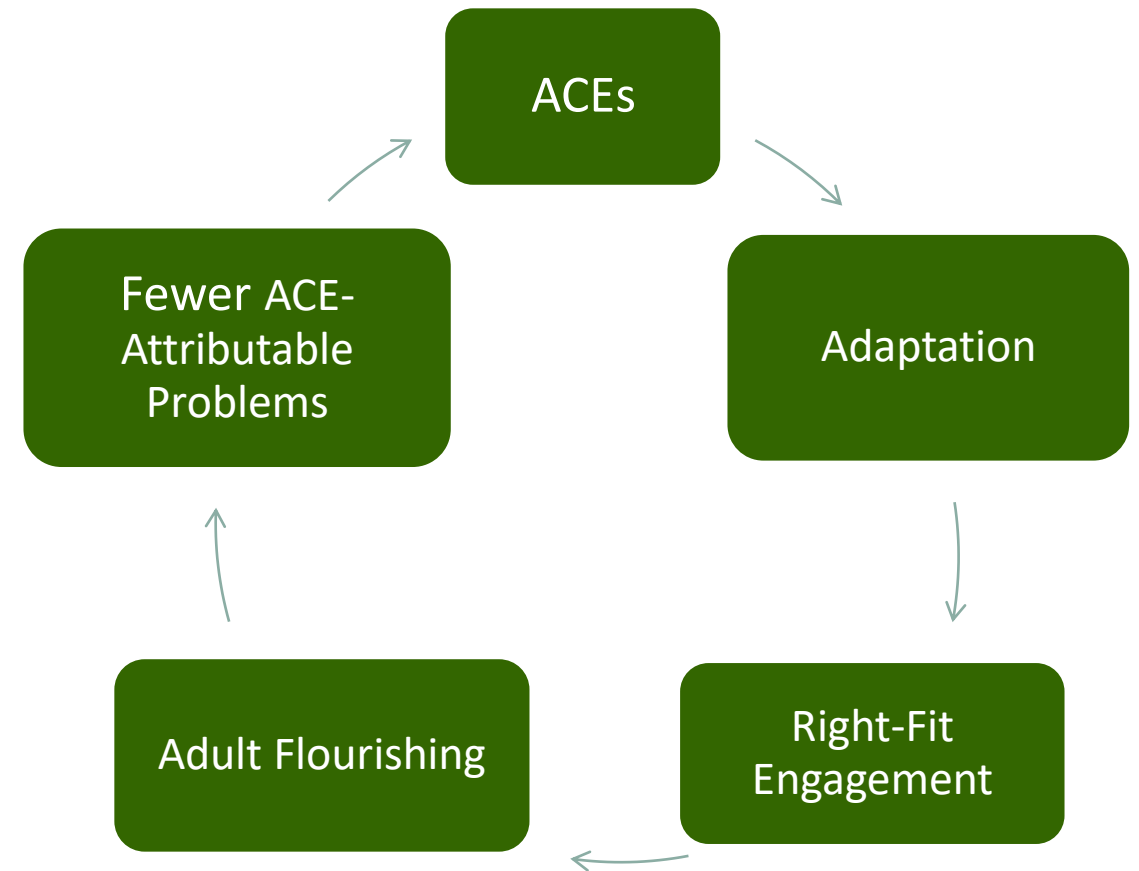 ACEs
Adaptation
Right-Fit
Engagement
Adult Flourishing
Fewer ACE-
Attributable
Problems